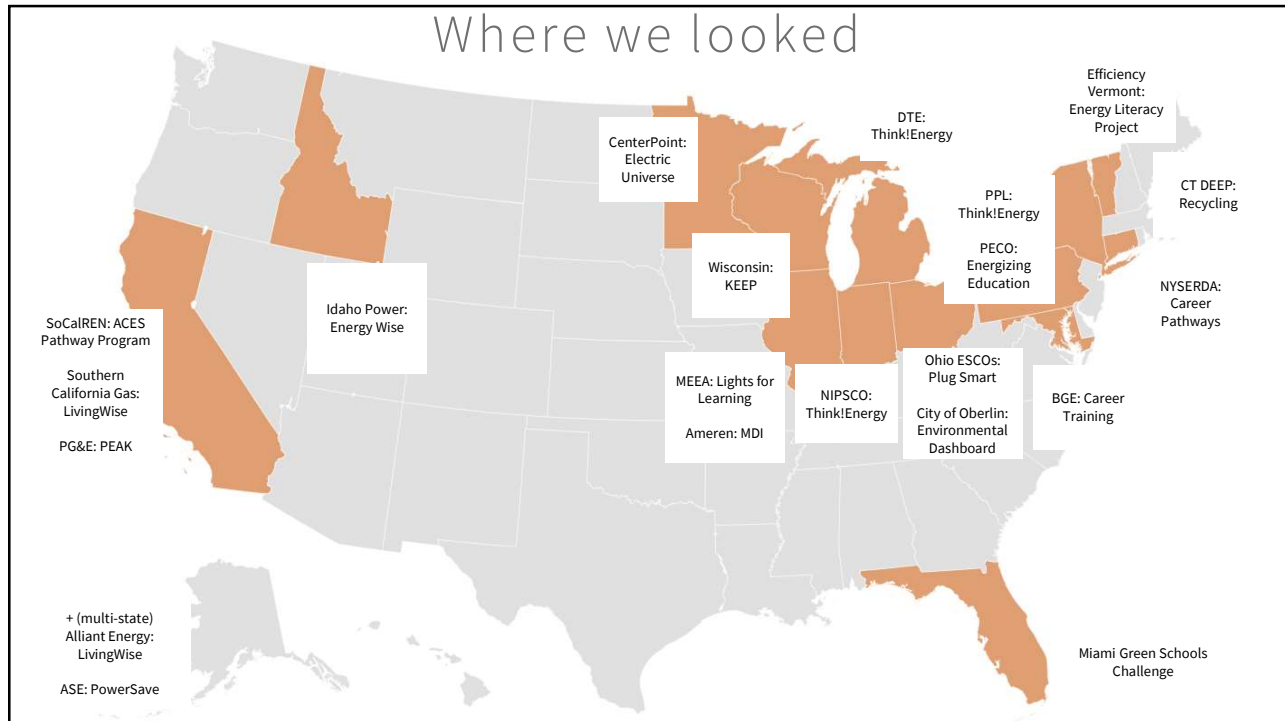 Where we looked
Efficiency
Vermont:
Energy Literacy
Project
DTE:
Think!Energy
CenterPoint:
Electric
Universe
CT DEEP:
Recycling
PPL:
Think!Energy
PECO:
Energizing
Education
Wisconsin:
KEEP
NYSERDA:
Career
Pathways
Idaho Power:
Energy Wise
SoCalREN: ACES
Pathway Program
Southern
California Gas:
LivingWise
PG&E: PEAK
MEEA: Lights for
Learning
Ameren: MDI
NIPSCO:
Think!Energy
Ohio ESCOs:
Plug Smart
City of Oberlin:
Environmental
Dashboard
BGE: Career
Training
+ (multi-state)
Alliant Energy:
LivingWise
ASE: PowerSave
Miami Green Schools
Challenge